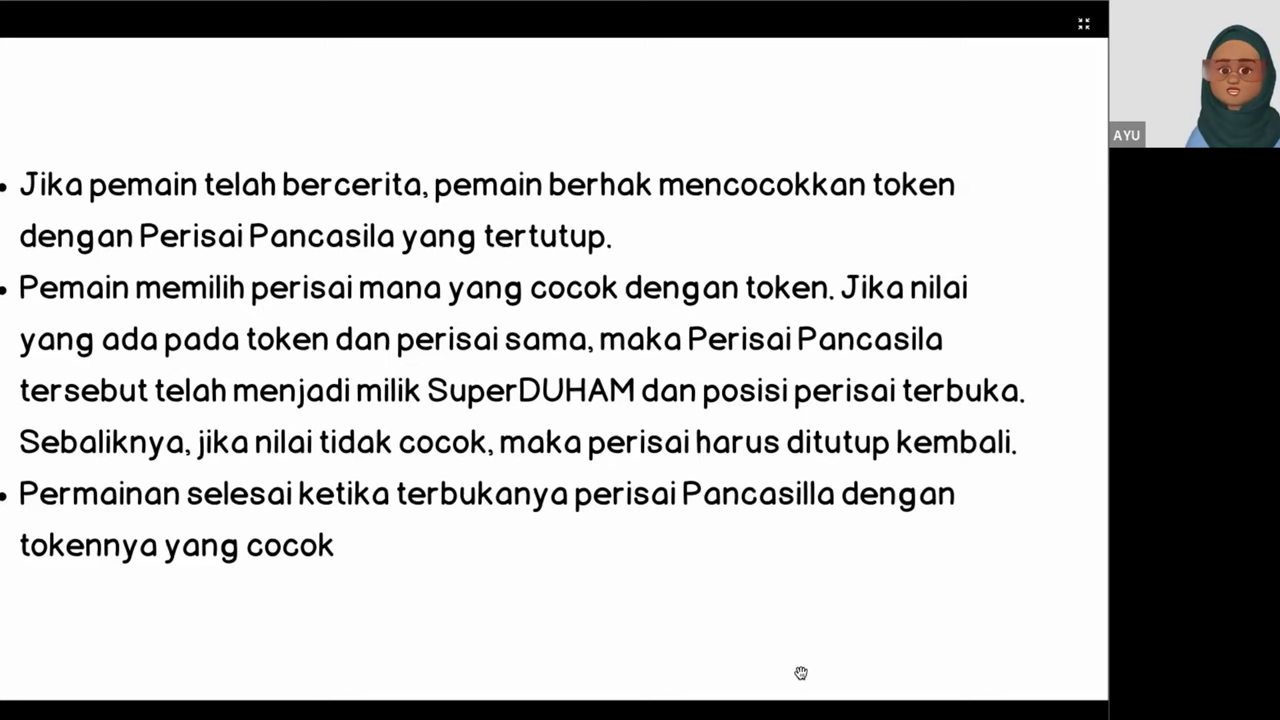 • Jika pemain telah bercerita, pemain berhak mencocokkan token
dengan Perisai Pancasila yang tertutup.
• Pemain memilih perisai mana yang cocok dengan token. Jika nilai
yang ada pada token dan perisai sama, maka Perisai Pancasila
tersebut telah menjadi milik SuperDUHAM dan posisi perisai terbuka.
Sebaliknya, jika nilai tidak cocok, maka perisai harus ditutup kembali.
• Permainan selesai ketika terbukanya perisai Pancasilla dengan
tokennya yang cocok
AYU